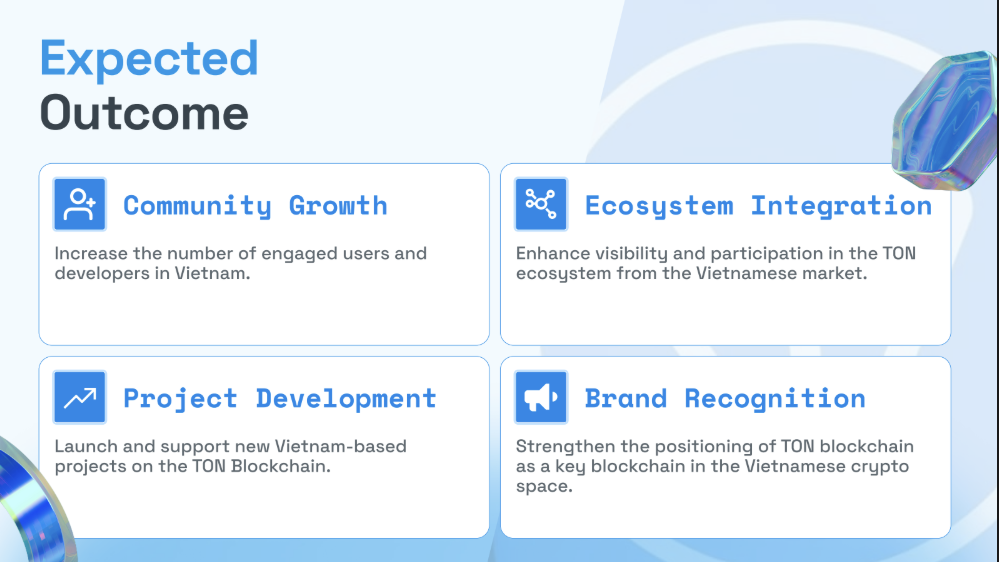 Expected
Outcome
Community Growth
Increase the number of engaged users and
developers in Vietnam.
Ecosystem Integration
Enhance visibility and participation in the TON
ecosystem from the Vietnamese market.
Project Development
Launch and support new Vietnam-based
projects on the TON Blockchain.
Brand Recognition
Strengthen the positioning of TON blockchain
as a key blockchain in the Vietnamese crypto
space.